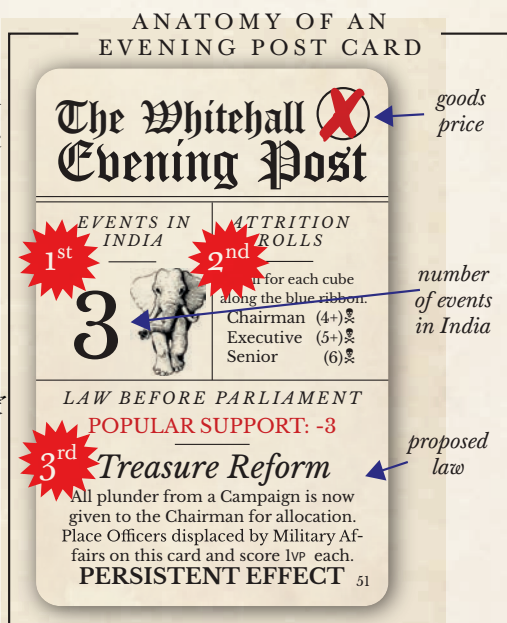 ANATOMY OF AN
EVENING POST CARD
The Whitehall
Evening Post
goods
price
EVENTS IN
INDIA
1st
3
ATTRITION
2nd
for each cube
along the blue ribbon.
Chairman (4+)☠
Executive (5+)☠
Senior (6)☠
number
of events
in India
LAW BEFORE PARLIAMENT
POPULAR SUPPORT: -3
3rd
Treasure Reform
All plunder from a Campaign is now
given to the Chairman for allocation.
Place Officers displaced by Military Af-
fairs on this card and score 1VP each.
PERSISTENT EFFECT 51
proposed
law